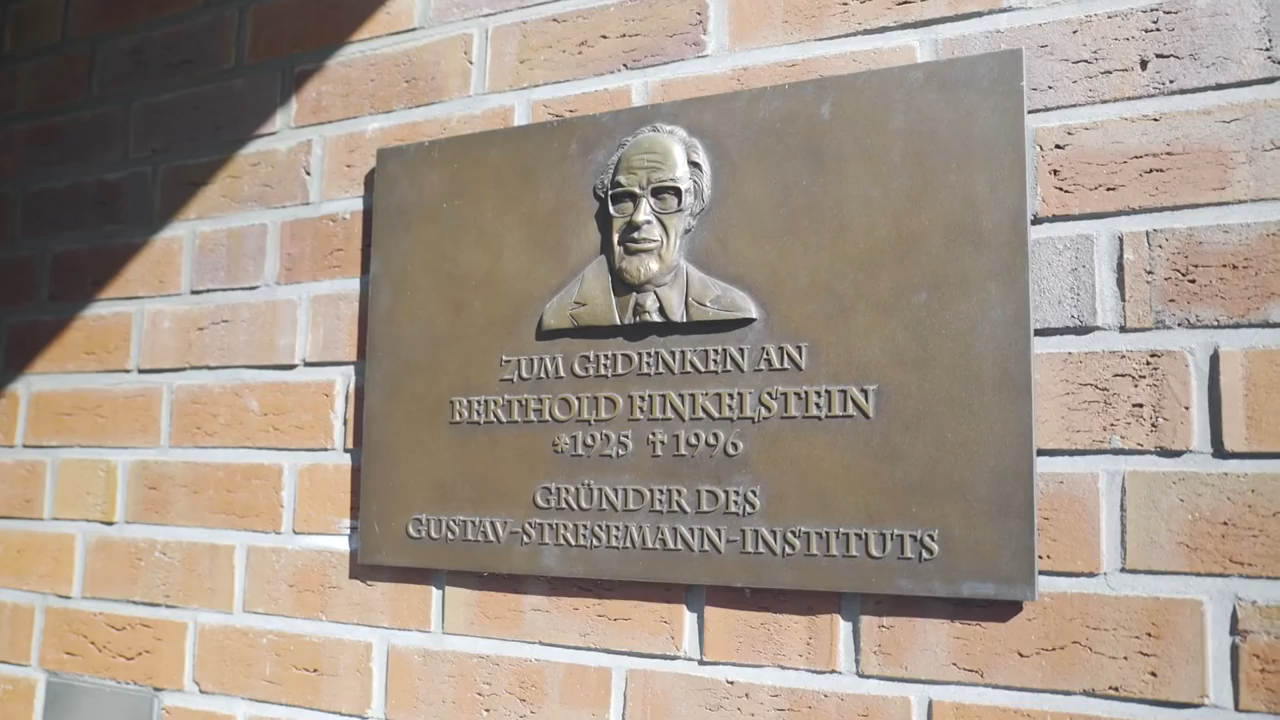 ZUM GEDENKEN AN
BERTHOLD FINKELSTEIN
*1925 †1996
GRÜNDER DES
GUSTAV-STRESEMANN-INSTITUTS